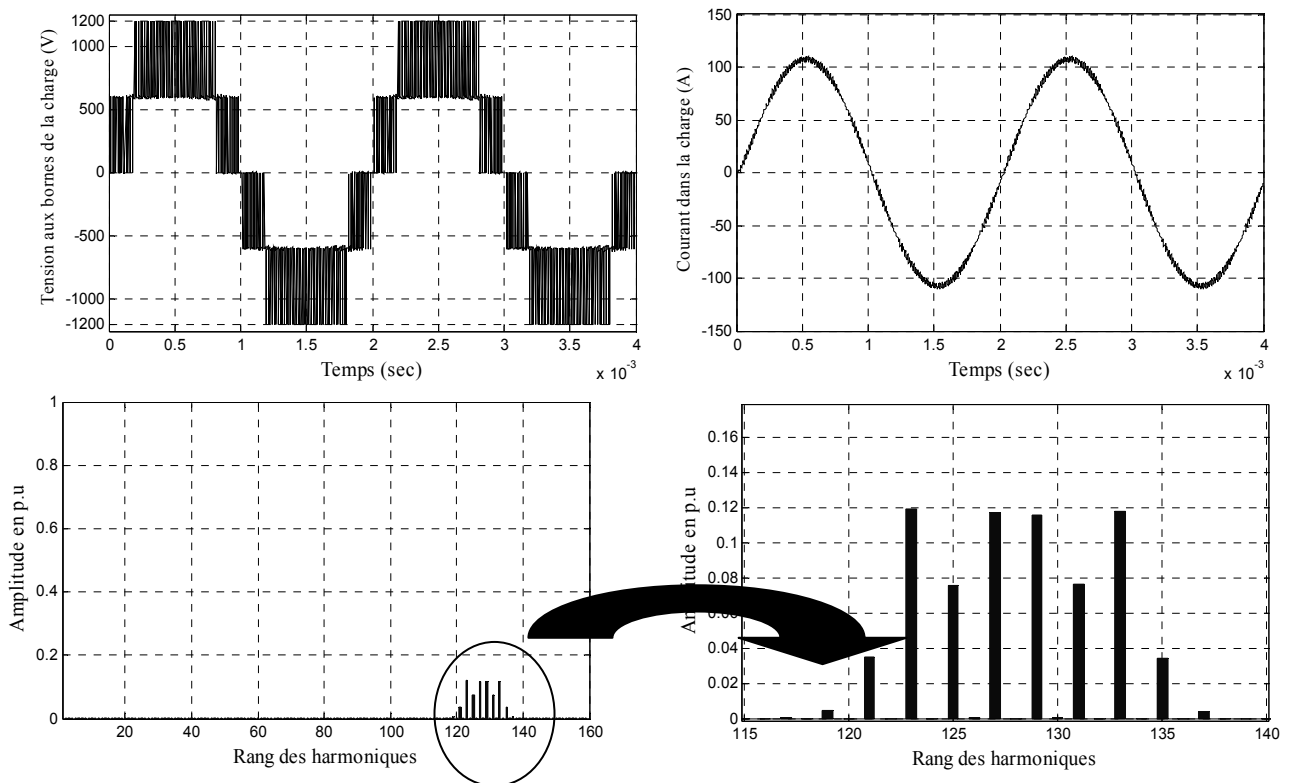 Tension aux bornes de la charge (V)
1200
1000
500
0
-500
-1000
-1200
0 0.5 1 1.5 2 2.5 3 3.5 4
Temps (sec)
x 10⁻³
Courant dans la charge (A)
150
100
50
0
-50
-100
-150
0 0.5 1 1.5 2 2.5 3 3.5 4
Temps (sec)
x 10⁻³
Amplitude en p.u
1
0.8
0.6
0.4
0.2
0
20 40 60 80 100 120 140 160
Rang des harmoniques
Amplitude en p.u
0.16
0.14
0.12
0.1
0.08
0.04
0.02
0
115 120 125 130 135 140
Rang des harmoniques